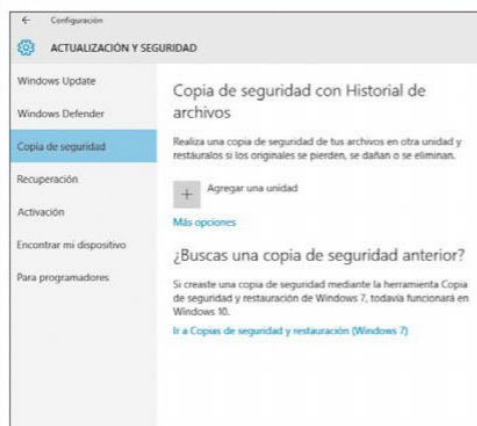 Configuración
ACTUALIZACIÓN Y SEGURIDAD
Windows Update
Windows Defender
Copia de seguridad
Recuperación
Activación
Encontrar mi dispositivo
Para programadores
Copia de seguridad con Historial de
archivos
Realiza una copia de seguridad de tus archivos en otra unidad y
restáuralos si los originales se pierden, se dañan o se eliminan.
Agregar una unidad
Más opciones
¿Buscas una copia de seguridad anterior?
Si creaste una copia de seguridad mediante la herramienta Copia
de seguridad y restauración de Windows 7, todavía funcionará en
Windows 10.
Ir a Copias de seguridad y restauración (Windows 7)